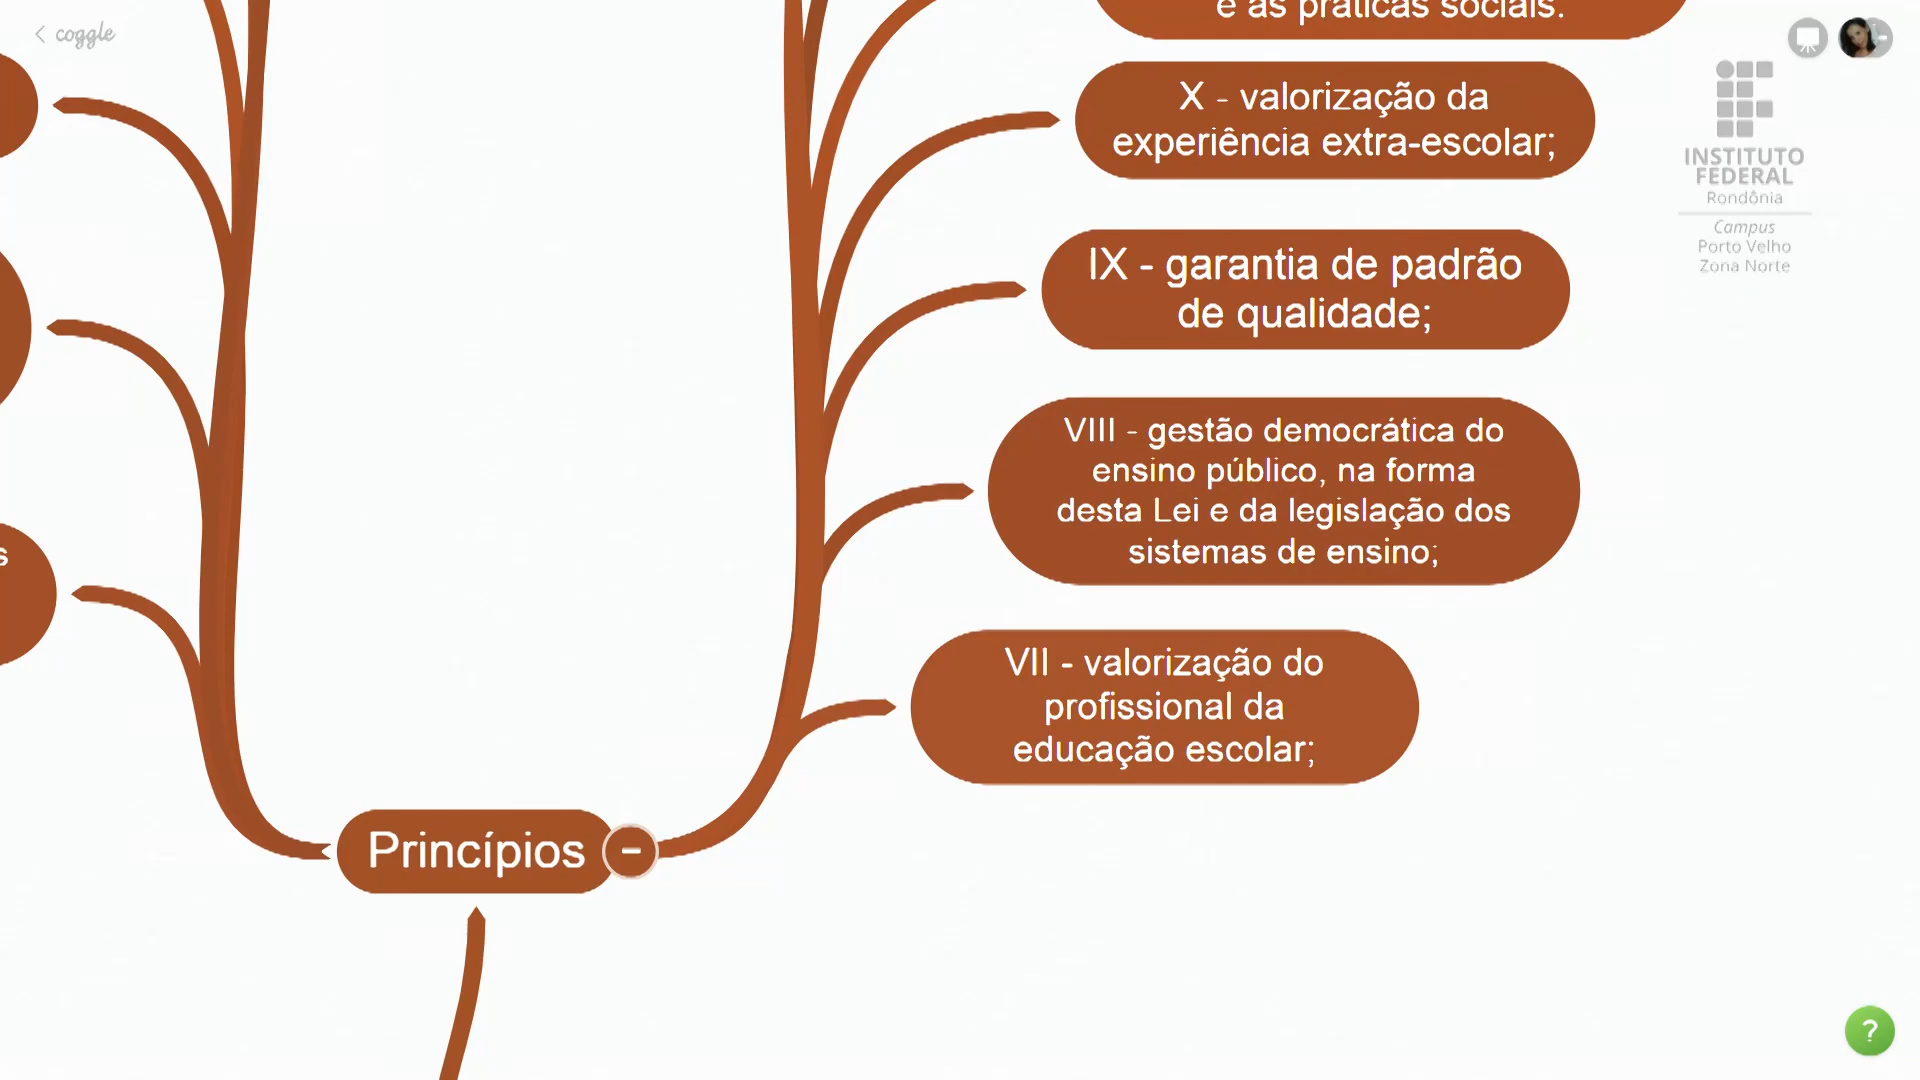 coggle
e as práticas sociais.
X - valorização da
experiência extra-escolar;
INSTITUTO
FEDERAL
Rondônia
Campus
Porto Velho
Zona Norte
IX - garantia de padrão
de qualidade;
VIII - gestão democrática do
ensino público, na forma
desta Lei e da legislação dos
sistemas de ensino;
s
VII - valorização do
profissional da
educação escolar;
Princípios
-
?